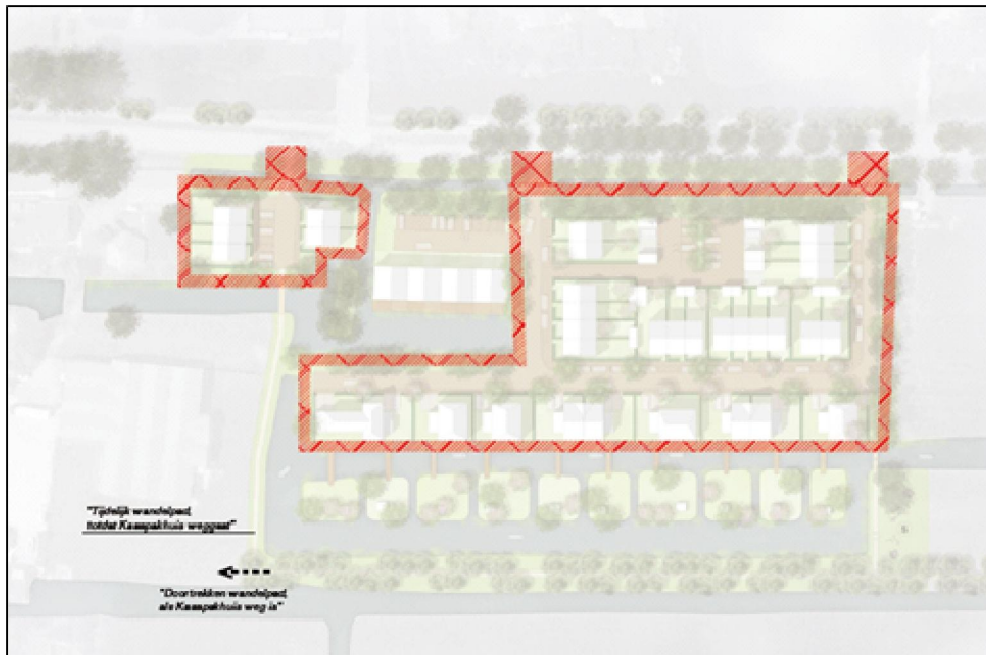 "Tijdelijk wandelpad,
totdat Kaaspakhuis weggaat"
"Doortrekken wandelpad,
als Kaaspakhuis weg is"